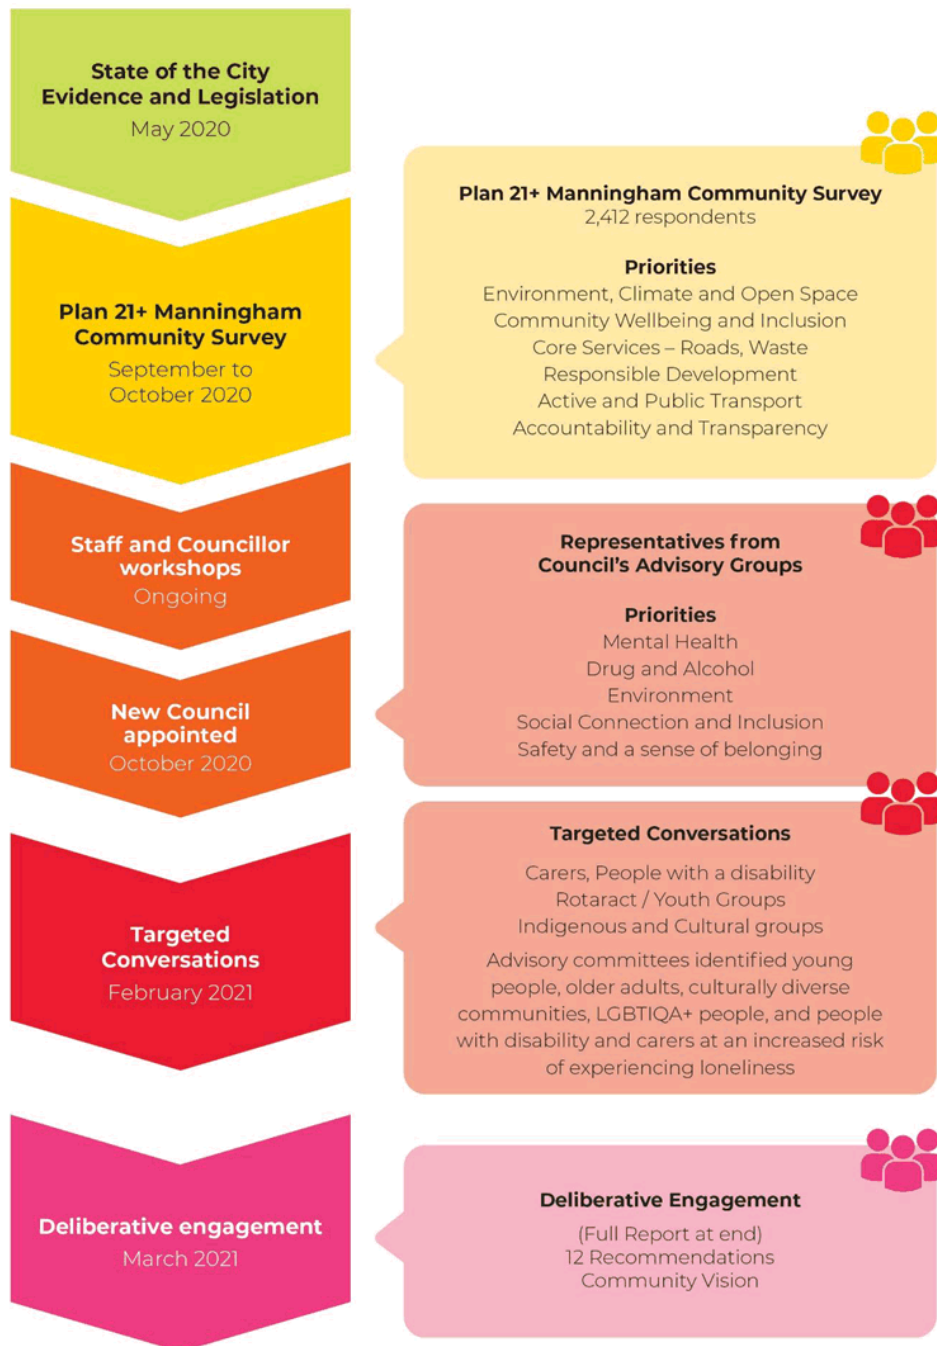 State of the City
Evidence and Legislation
May 2020
Plan 21+ Manningham
Community Survey
September to
October 2020
Plan 21+ Manningham Community Survey
2,412 respondents
Priorities
Environment, Climate and Open Space
Community Wellbeing and Inclusion
Core Services – Roads, Waste
Responsible Development
Active and Public Transport
Accountability and Transparency
Staff and Councillor
workshops
Ongoing
New Council
appointed
October 2020
Representatives from
Council's Advisory Groups
Priorities
Mental Health
Drug and Alcohol
Environment
Social Connection and Inclusion
Safety and a sense of belonging
Targeted
Conversations
February 2021
Targeted Conversations
Carers, People with a disability
Rotaract / Youth Groups
Indigenous and Cultural groups
Advisory committees identified young
people, older adults, culturally diverse
communities, LGBTIQA+ people, and people
with disability and carers at an increased risk
of experiencing loneliness
Deliberative engagement
March 2021
Deliberative Engagement
(Full Report at end)
12 Recommendations
Community Vision